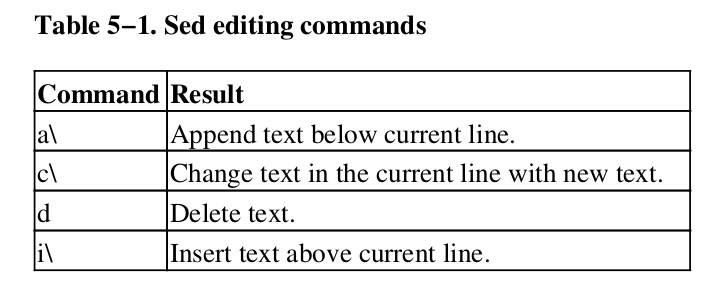 Table 5−1. Sed editing commands
Command Result
a\ Append text below current line.
c\ Change text in the current line with new text.
d Delete text.
i\ Insert text above current line.